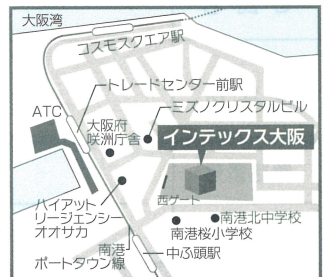 大阪湾
コスモスクエア駅
トレードセンター前駅
ATC
ミズノクリスタルビル
大阪府
咲洲庁舎
インテックス大阪
西ゲート
ハイアット
リージェンシー
オオサカ
南港北中学校
南港桜小学校
南港
ポートタウン線
中ふ頭駅